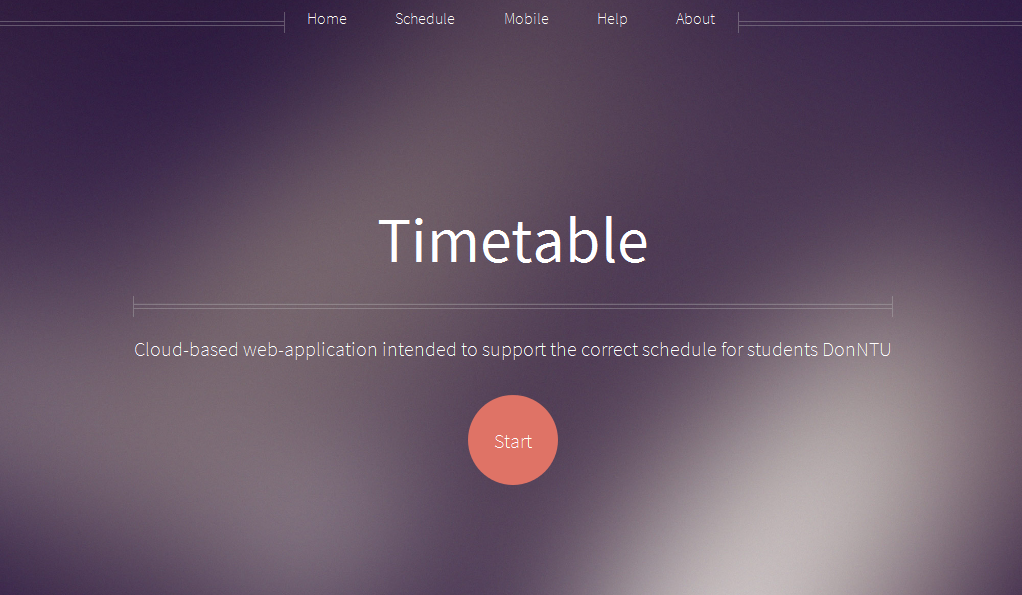 Home Schedule Mobile Help About
Timetable
Cloud-based web-application intended to support the correct schedule for students DonNTU
Start